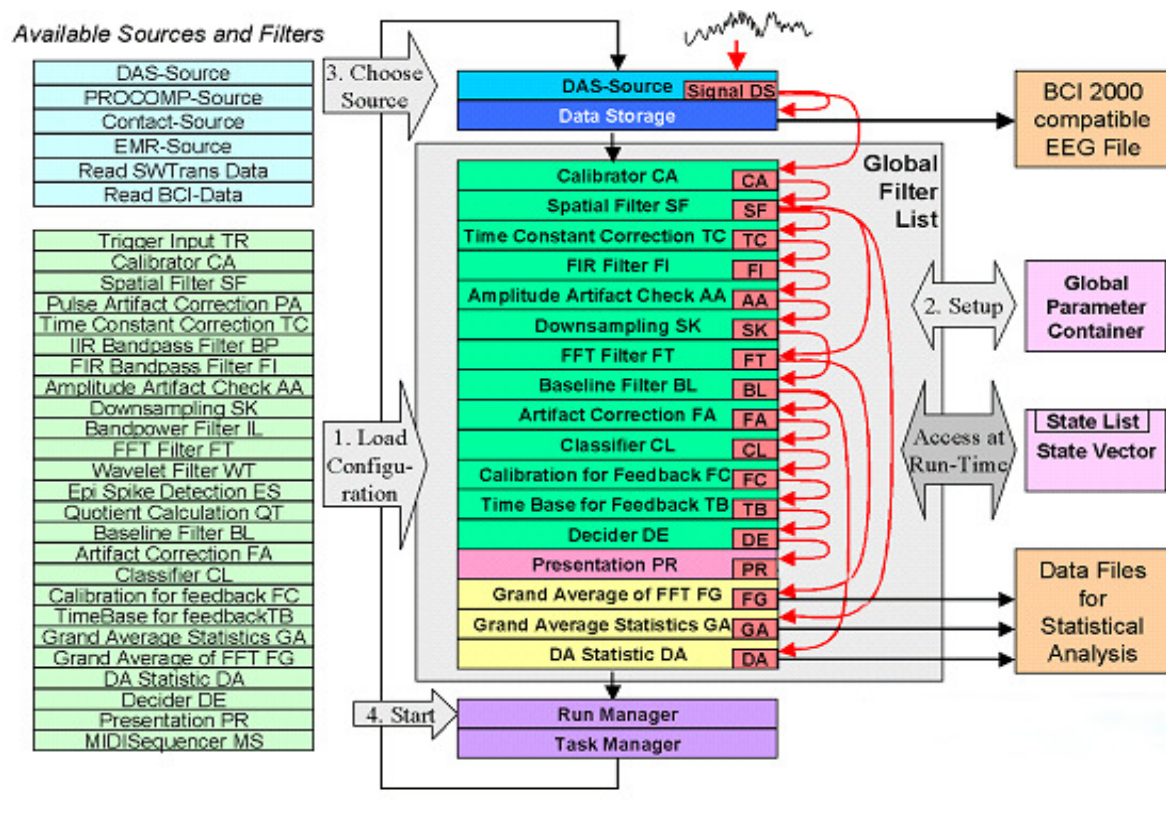 Available Sources and Filters
DAS-Source
PROCOMP-Source
Contact-Source
EMR-Source
Read SWTrans Data
Read BCI-Data
Trigger Input TR
Calibrator CA
Spatial Filter SF
Pulse Artifact Correction PA
Time Constant Correction TC
IIR Bandpass Filter BP
FIR Bandpass Filter FI
Amplitude Artifact Check AA
Downsampling SK
Bandpower Filter IL
FFT Filter FT
Wavelet Filter WT
Epi Spike Detection ES
Quotient Calculation QT
Baseline Filter BL
Artifact Correction FA
Classifier CL
Calibration for feedback FC
TimeBase for feedbackTB
Grand Average Statistics GA
Grand Average of FFT FG
DA Statistic DA
Decider DE
Presentation PR
MIDISequencer MS
3. Choose
Source
1. Load
Configu-
ration
4. Start
DAS-Source Signal DS
Data Storage
Global
Filter
List
Calibrator CA CA
Spatial Filter SF SF
Time Constant Correction TC TC
FIR Filter FI FI
Amplitude Artifact Check AA AA
Downsampling SK SK
FFT Filter FT FT
Baseline Filter BL BL
Artifact Correction FA FA
Classifier CL CL
Calibration for Feedback FC FC
Time Base for Feedback TB TB
Decider DE DE
Presentation PR PR
Grand Average of FFT FG FG
Grand Average Statistics GA GA
DA Statistic DA DA
Run Manager
Task Manager
BCI 2000
compatible
EEG File
2. Setup
Global
Parameter
Container
Access at
Run-Time
State List
State Vector
Data Files
for
Statistical
Analysis